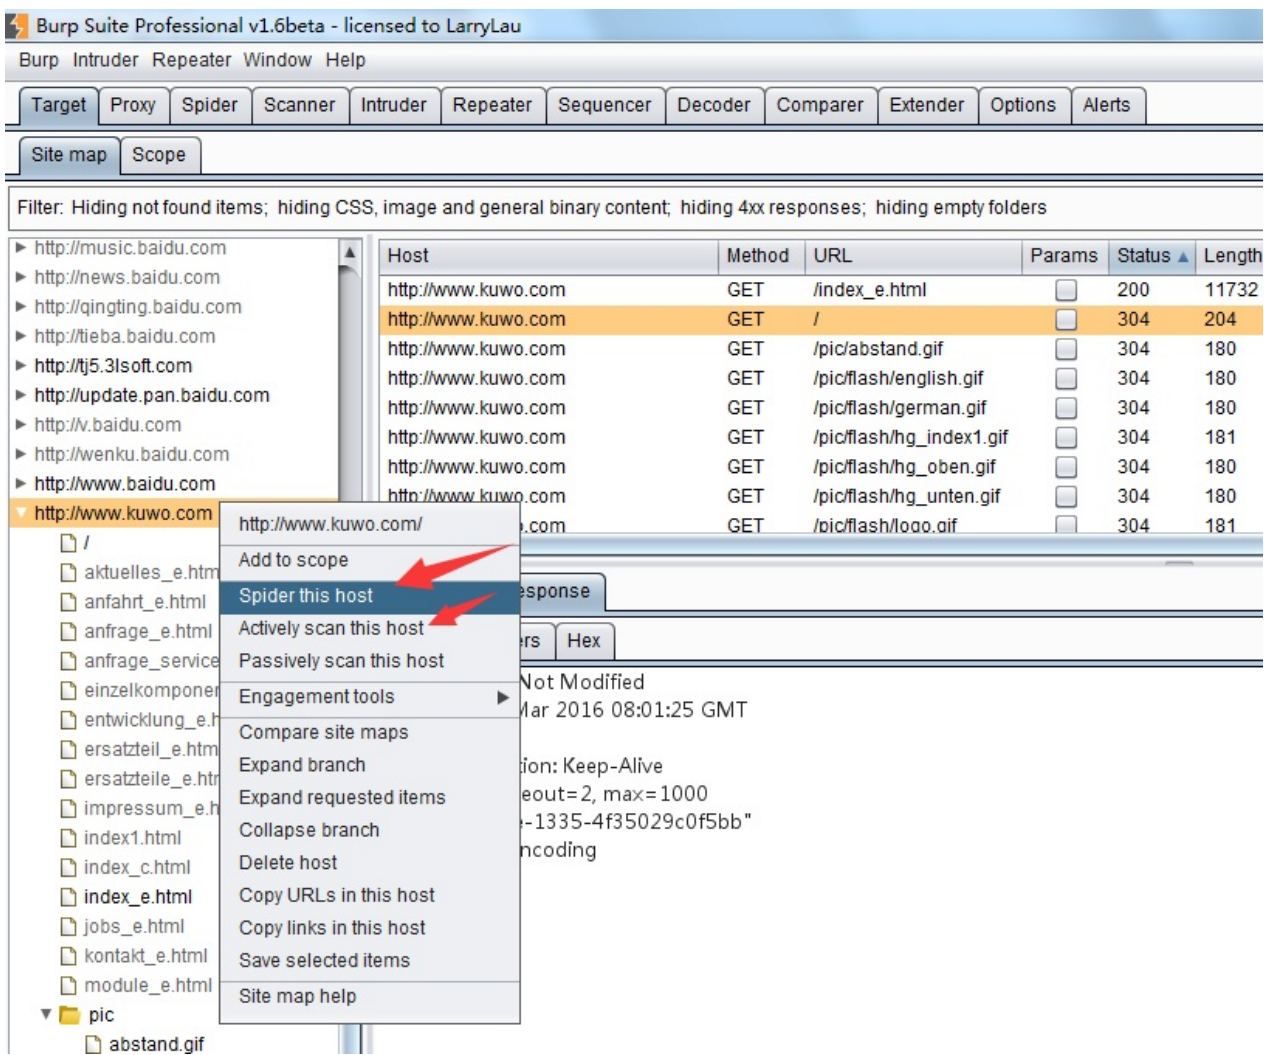 Burp Suite Professional v1.6beta - licensed to LarryLau
Burp Intruder Repeater Window Help
Target Proxy Spider Scanner Intruder Repeater Sequencer Decoder Comparer Extender Options Alerts
Site map Scope
Filter: Hiding not found items; hiding CSS, image and general binary content; hiding 4xx responses; hiding empty folders
http://music.baidu.com
http://news.baidu.com
http://qingting.baidu.com
http://tieba.baidu.com
http://tj5.3lsoft.com
http://update.pan.baidu.com
http://v.baidu.com
http://wenku.baidu.com
http://www.baidu.com
http://www.kuwo.com
/
aktuelles_e.htm
anfahrt_e.html
anfrage_e.html
anfrage_service
einzelkomponen
entwicklung_e.h
ersatzteil_e.htm
ersatzteile_e.htm
impressum_e.h
index1.html
index_c.html
index_e.html
jobs_e.html
kontakt_e.html
module_e.html
pic
abstand.gif
Host Method URL Params Status Length
http://www.kuwo.com GET /index_e.html 200 11732
http://www.kuwo.com GET / 304 204
http://www.kuwo.com GET /pic/abstand.gif 304 180
http://www.kuwo.com GET /pic/flash/english.gif 304 180
http://www.kuwo.com GET /pic/flash/german.gif 304 180
http://www.kuwo.com GET /pic/flash/hg_index1.gif 304 181
http://www.kuwo.com GET /pic/flash/hg_oben.gif 304 180
http://www.kuwo.com GET /pic/flash/hg_unten.gif 304 180
.com GET /pic/flash/logo.gif 304 181
http://www.kuwo.com/
Add to scope
Spider this host
Actively scan this host
Passively scan this host
Engagement tools
Compare site maps
Expand branch
Expand requested items
Collapse branch
Delete host
Copy URLs in this host
Copy links in this host
Save selected items
Site map help
esponse
ers Hex
Not Modified
Mar 2016 08:01:25 GMT
tion: Keep-Alive
eout=2, max=1000
-1335-4f35029c0f5bb"
ncoding